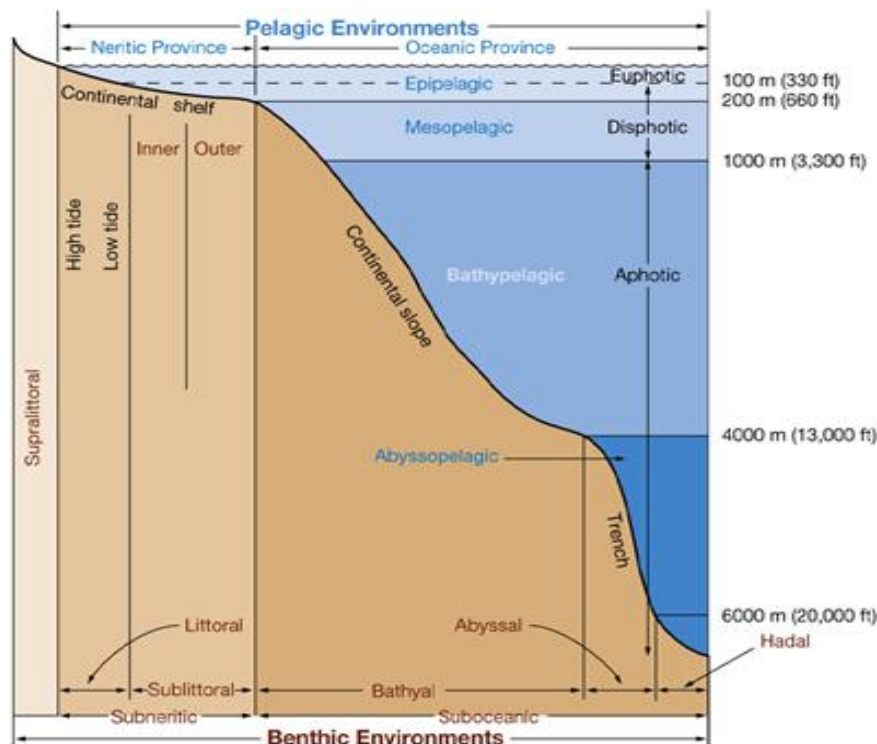 Pelagic Environments
Neritic Province
Oceanic Province
Epipelagic
Euphotic
100 m (330 ft)
Continental shelf
200 m (660 ft)
Mesopelagic
Disphotic
Inner
Outer
1000 m (3,300 ft)
High tide
Low tide
Continental slope
Bathypelagic
Aphotic
Supralittoral
4000 m (13,000 ft)
Abyssopelagic
Trench
6000 m (20,000 ft)
Littoral
Abyssal
Hadal
Sublittoral
Bathyal
Subneritic
Suboceanic
Benthic Environments